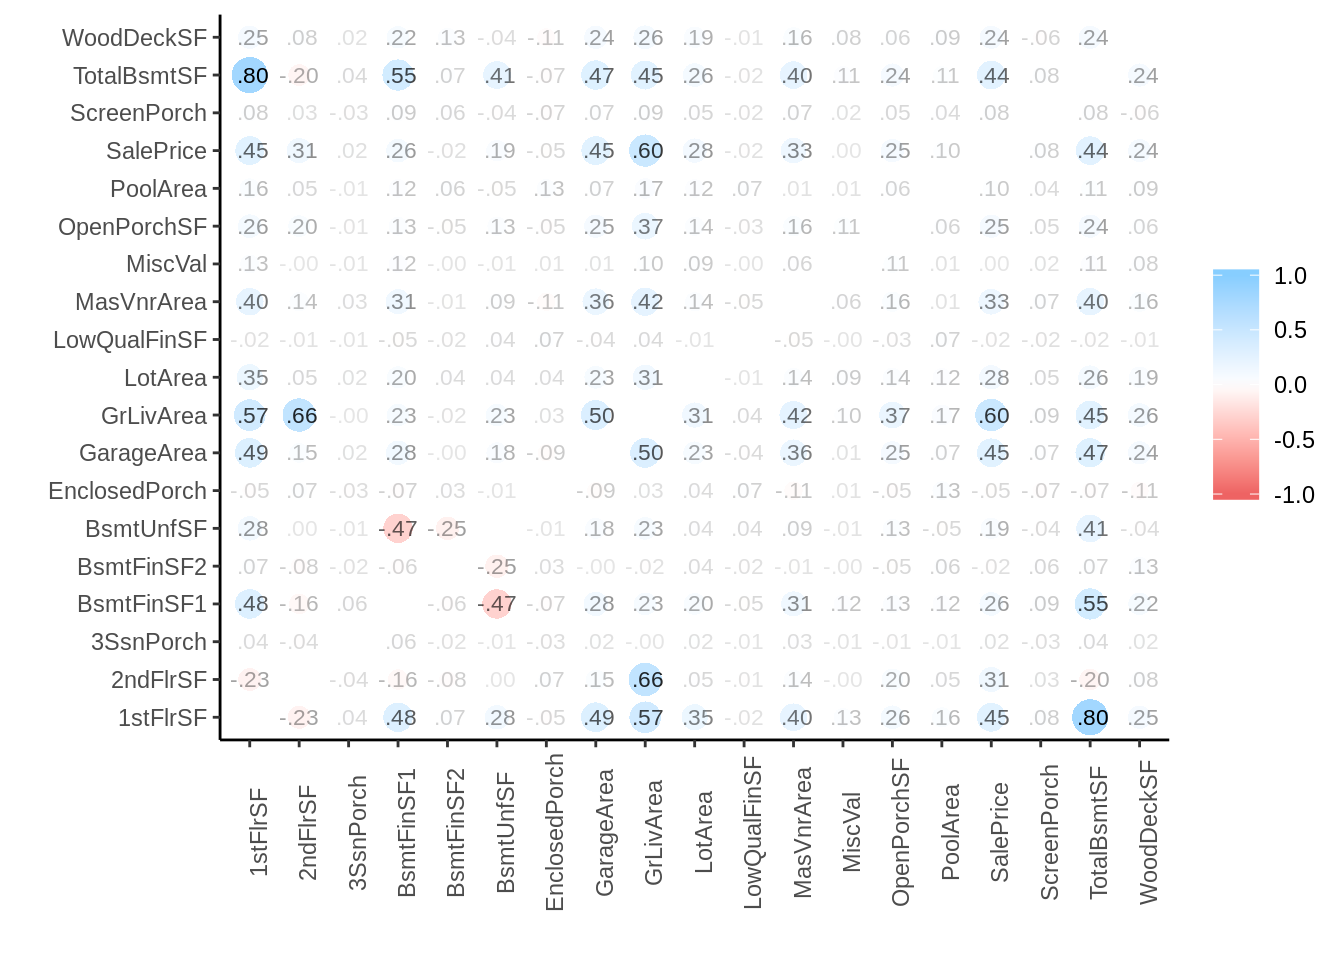 WoodDeckSF .25 .08 .02 .22 .13 -.04 -.11 .24 .26 .19 -.01 .16 .08 .06 .09 .24 -.06 .24
TotalBsmtSF .80 -.20 .04 .55 .07 .41 -.07 .47 .45 .26 -.02 .40 .11 .24 .11 .44 .08 .24
ScreenPorch .08 .03 -.03 .09 .06 -.04 -.07 .07 .09 .05 -.02 .07 .02 .05 .04 .08 .08 -.06
SalePrice .45 .31 .02 .26 -.02 .19 -.05 .45 .60 .28 -.02 .33 .00 .25 .10 .08 .44 .24
PoolArea .16 .05 -.01 .12 .06 -.05 .13 .07 .17 .12 .07 .01 .01 .06 .10 .04 .11 .09
OpenPorchSF .26 .20 -.01 .13 -.05 .13 -.05 .25 .37 .14 -.03 .16 .11 .06 .25 .05 .24 .06
MiscVal .13 -.00 -.01 .12 -.00 -.01 .01 .01 .10 .09 -.00 .06 .11 .01 .00 .02 .11 .08
MasVnrArea .40 .14 .03 .31 -.01 .09 -.11 .36 .42 .14 -.05 .06 .16 .01 .33 .07 .40 .16
LowQualFinSF -.02 -.01 -.01 -.05 -.02 .04 .07 -.04 .04 -.01 -.05 -.00 -.03 .07 -.02 -.02 -.02 -.01
LotArea .35 .05 .02 .20 .04 .04 .04 .23 .31 -.01 .14 .09 .14 .12 .28 .05 .26 .19
GrLivArea .57 .66 -.00 .23 -.02 .23 .03 .50 .31 .04 .42 .10 .37 .17 .60 .09 .45 .26
GarageArea .49 .15 .02 .28 -.00 .18 -.09 .50 .23 -.04 .36 .01 .25 .07 .45 .07 .47 .24
EnclosedPorch -.05 .07 -.03 -.07 .03 -.01 -.09 .03 .04 .07 -.11 .01 -.05 .13 -.05 -.07 -.07 -.11
BsmtUnfSF .28 .00 -.01 -.47 -.25 -.01 .18 .23 .04 .04 .09 -.01 .13 -.05 .19 -.04 .41 -.04
BsmtFinSF2 .07 -.08 -.02 -.06 -.25 .03 -.00 -.02 .04 -.02 -.01 -.00 -.05 .06 -.02 .06 .07 .13
BsmtFinSF1 .48 -.16 .06 -.06 -.47 -.07 .28 .23 .20 -.05 .31 .12 .13 .12 .26 .09 .55 .22
3SsnPorch .04 -.04 .06 -.02 -.01 -.03 .02 -.00 .02 -.01 .03 -.01 -.01 -.01 .02 -.03 .04 .02
2ndFlrSF -.23 -.04 -.16 -.08 .00 .07 .15 .66 .05 -.01 .14 -.00 .20 .05 .31 .03 -.20 .08
1stFlrSF -.23 .04 .48 .07 .28 -.05 .49 .57 .35 -.02 .40 .13 .26 .16 .45 .08 .80 .25
1stFlrSF
2ndFlrSF
3SsnPorch
BsmtFinSF1
BsmtFinSF2
BsmtUnfSF
EnclosedPorch
GarageArea
GrLivArea
LotArea
LowQualFinSF
MasVnrArea
MiscVal
OpenPorchSF
PoolArea
SalePrice
ScreenPorch
TotalBsmtSF
WoodDeckSF
1.0
0.5
0.0
-0.5
-1.0